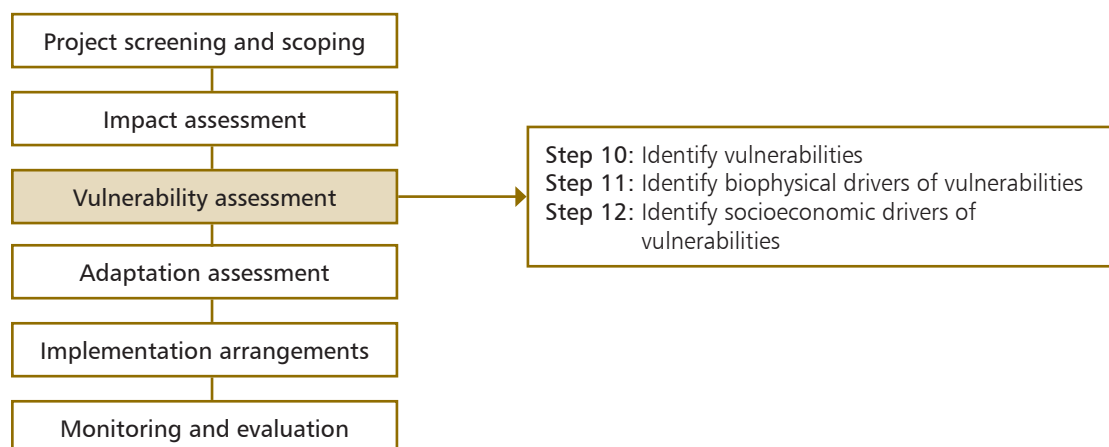 Project screening and scoping
Impact assessment
Vulnerability assessment
Adaptation assessment
Implementation arrangements
Monitoring and evaluation
Step 10: Identify vulnerabilities
Step 11: Identify biophysical drivers of vulnerabilities
Step 12: Identify socioeconomic drivers of
vulnerabilities